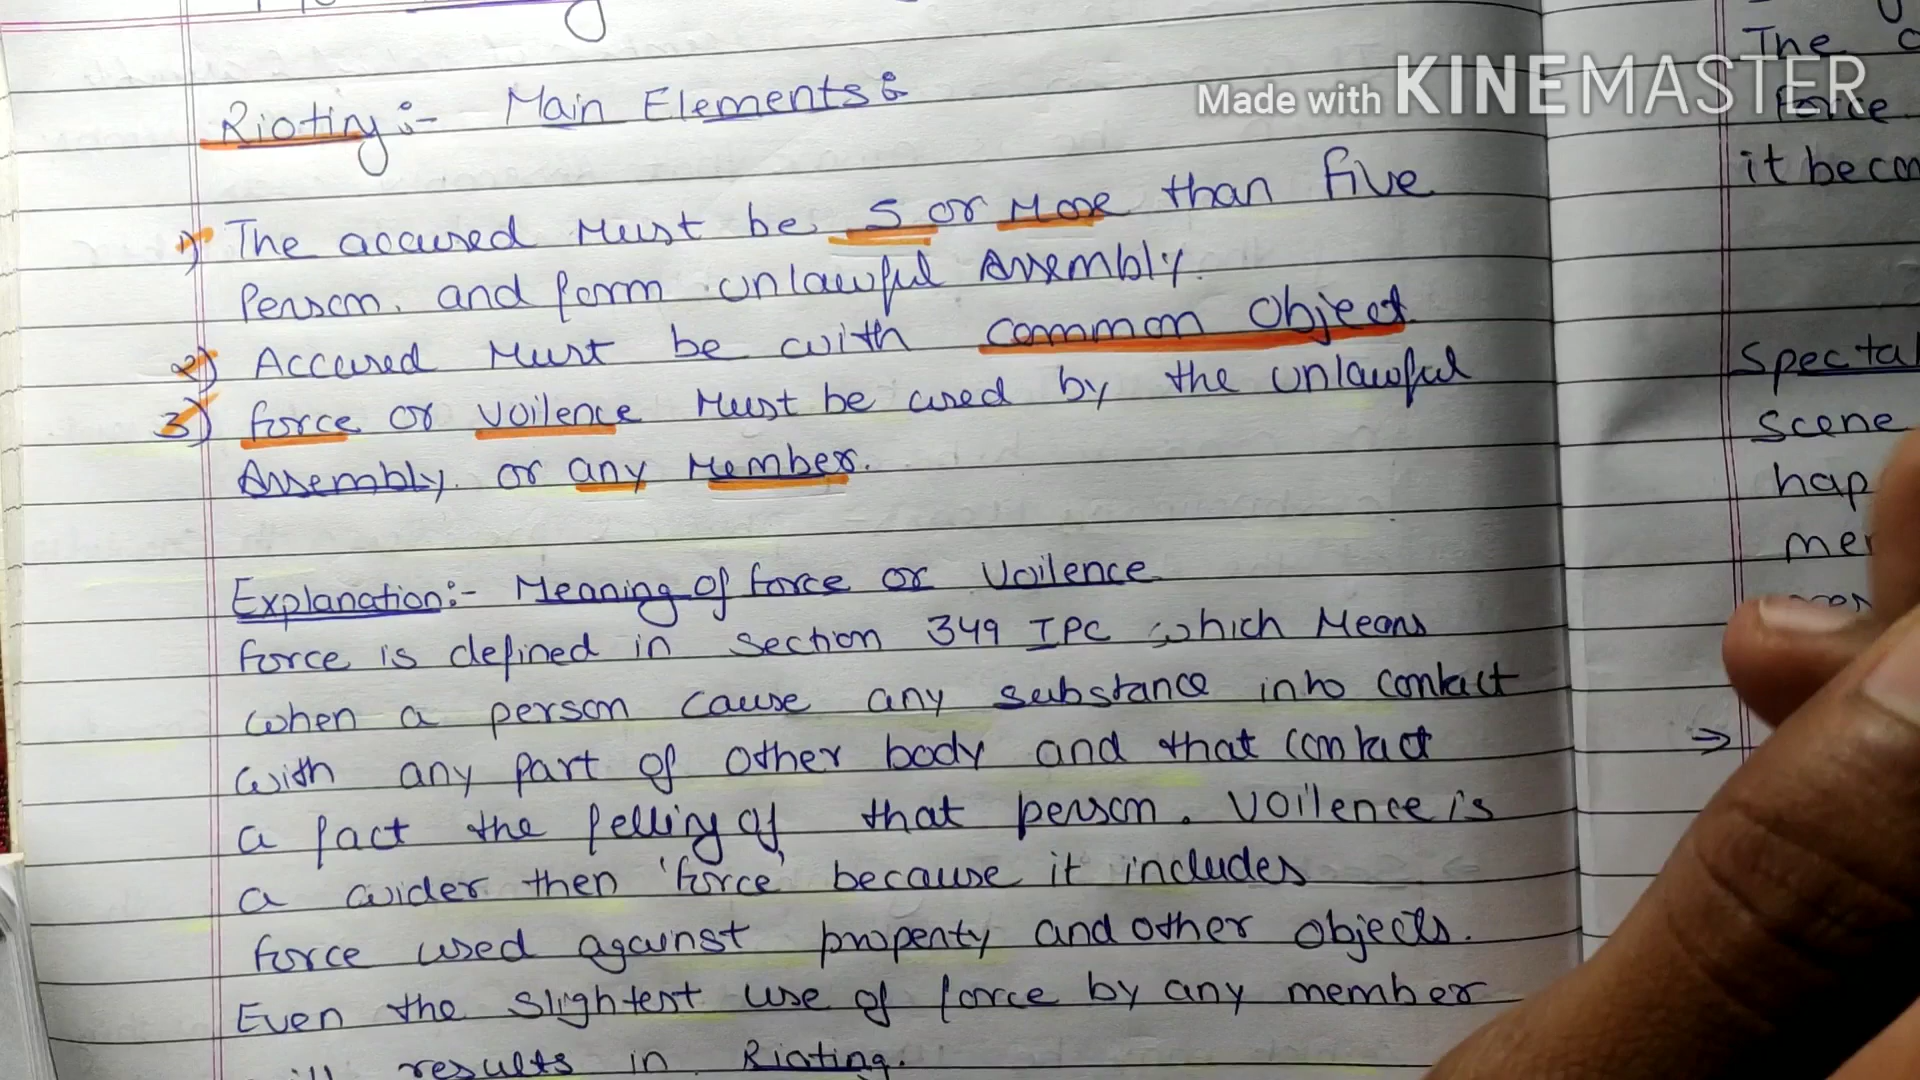 Made with KINEMASTER
Rioting:- Main Elements:
1) The accused Must be 5 or More than five
Person. and form unlawful Assembly.
2) Accused Must be with common Object.
3) force or voilence Must be used by the unlawful
Assembly. or any Member.
Explanation:- Meaning of force or Voilence
force is defined in section 349 IPC which Means
when a person cause any substance into contact
with any part of other body and that contact
a fact the felling of that person. Voilence is
a wider then 'force' because it includes
force used against property and other objects.
Even the slightest use of force by any member
results in Rioting.
The
force.
it becom
Spectat
scene
hap
mem
→